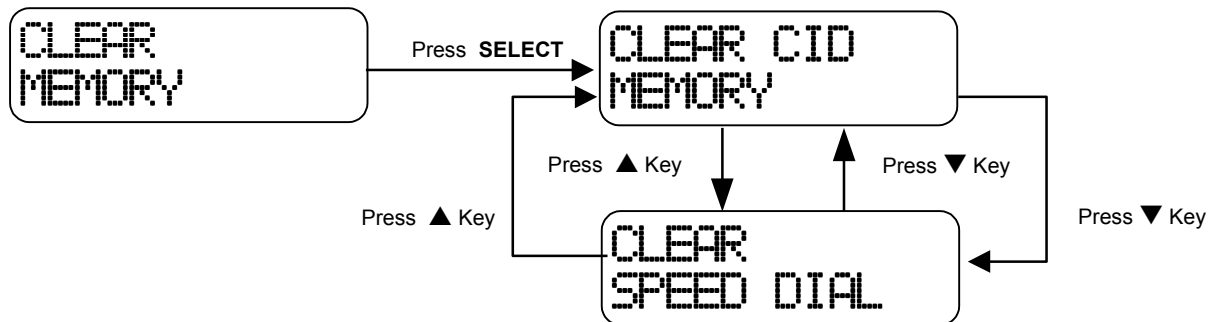 CLEAR
MEMORY
Press SELECT
CLEAR CID
MEMORY
Press ▲ Key
Press ▼ Key
Press ▲ Key
Press ▼ Key
CLEAR
SPEED DIAL